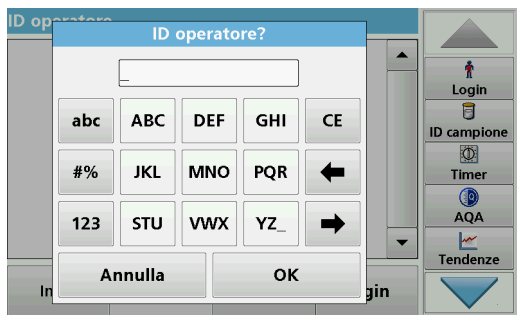 ID operatore
ID operatore?
_
abc ABC DEF GHI CE
#% JKL MNO PQR
123 STU VWX YZ_
Annulla OK
Login
ID campione
Timer
AQA
Tendenze